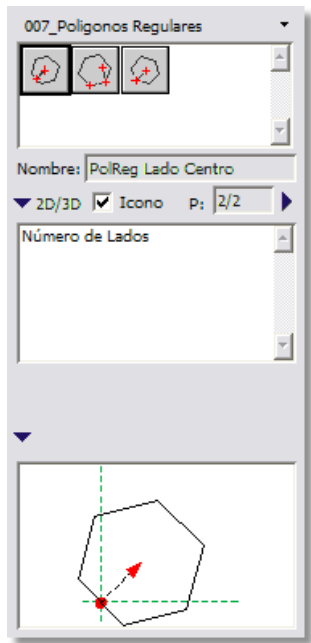 007_Poligonos Regulares
Nombre: PolReg Lado Centro
2D/3D Icono P: 2/2
Número de Lados